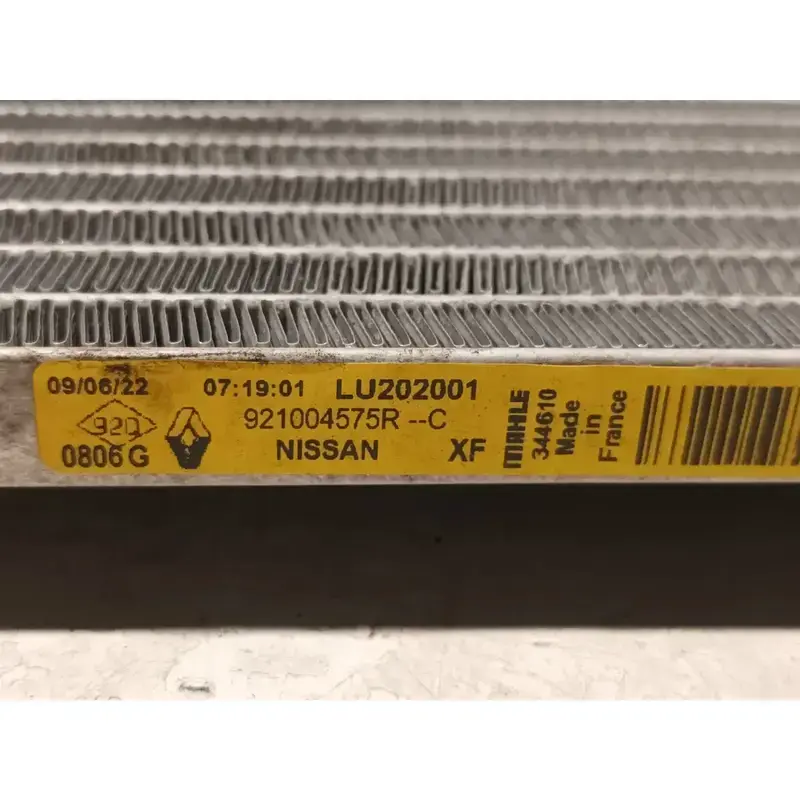 09/06/22 07:19:01 LU202001
920 921004575R --C
0806 G NISSAN XF
MAHLE
344610
Made
in
France